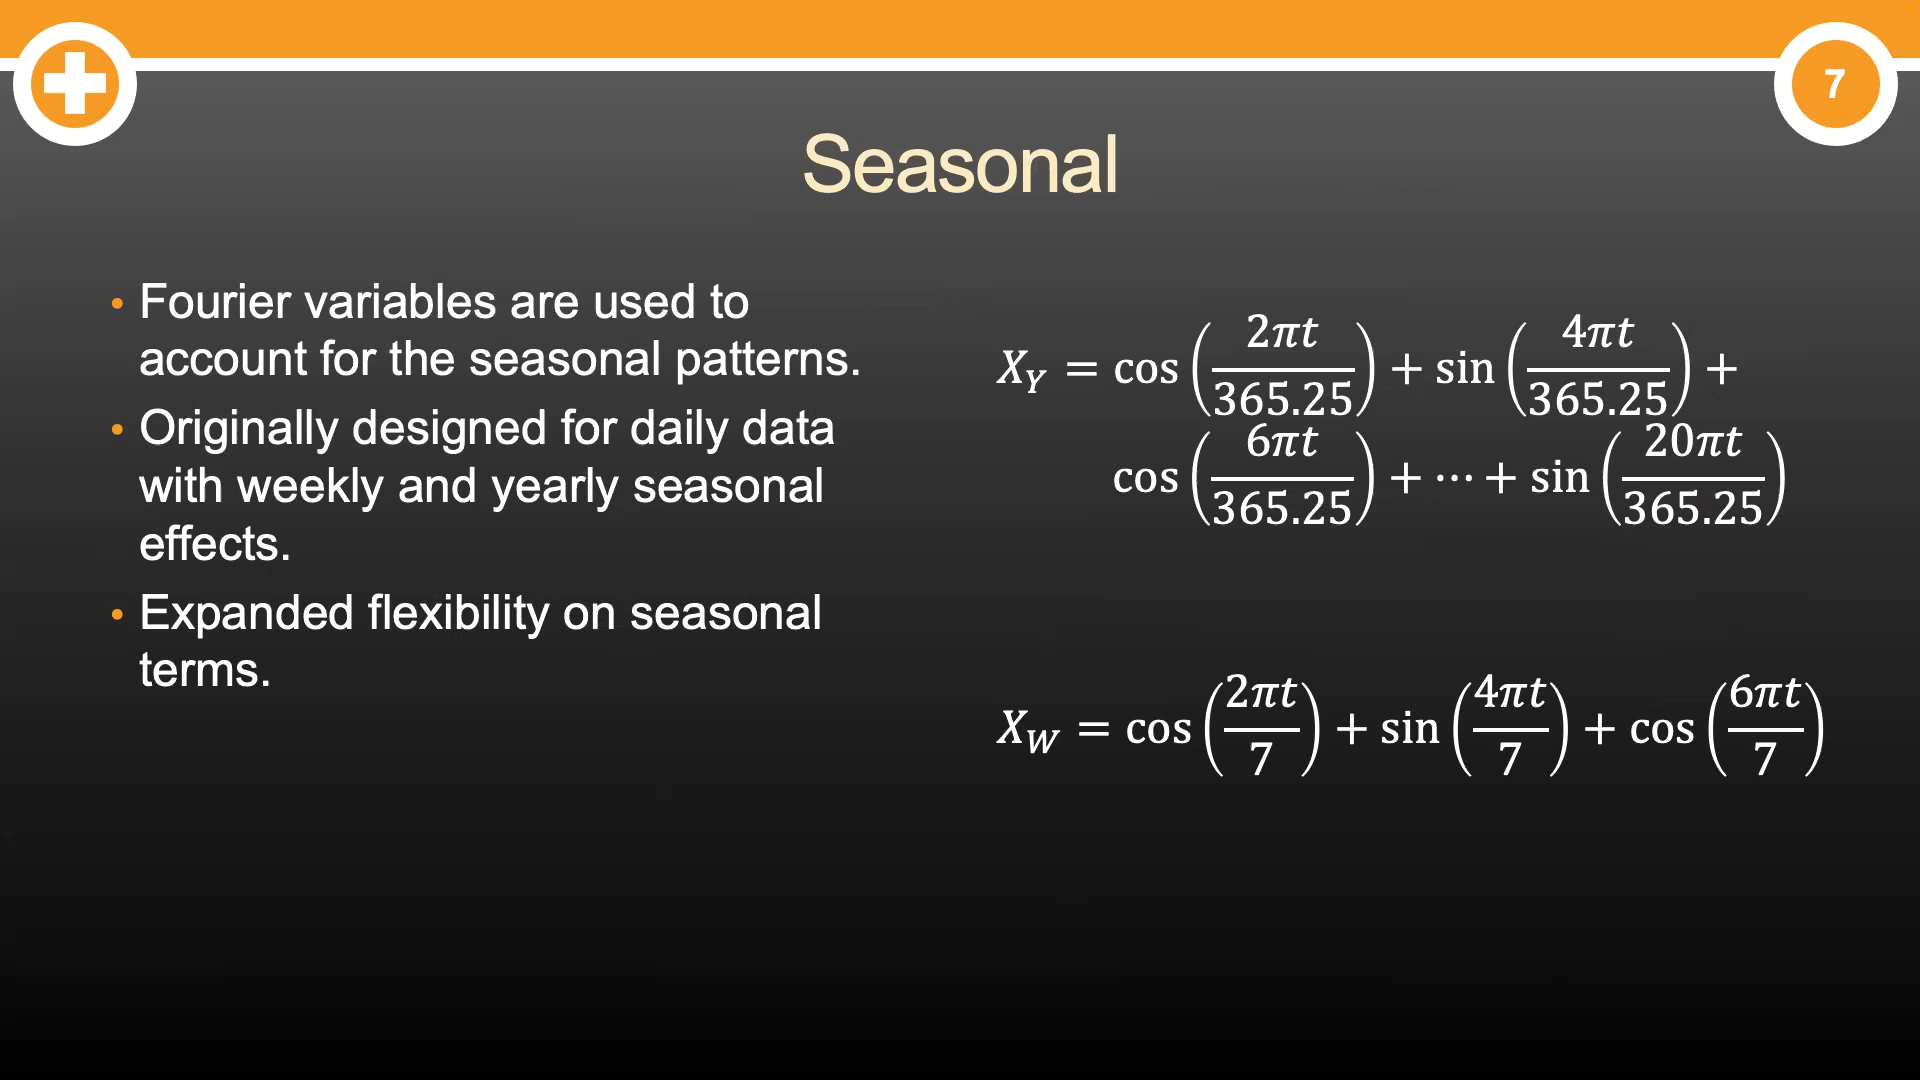 7
Seasonal
• Fourier variables are used to
account for the seasonal patterns.
• Originally designed for daily data
with weekly and yearly seasonal
effects.
• Expanded flexibility on seasonal
terms.
X_Y = cos(2πt/365.25) + sin(4πt/365.25) +
cos(6πt/365.25) + ⋯ + sin(20πt/365.25)
X_W = cos(2πt/7) + sin(4πt/7) + cos(6πt/7)